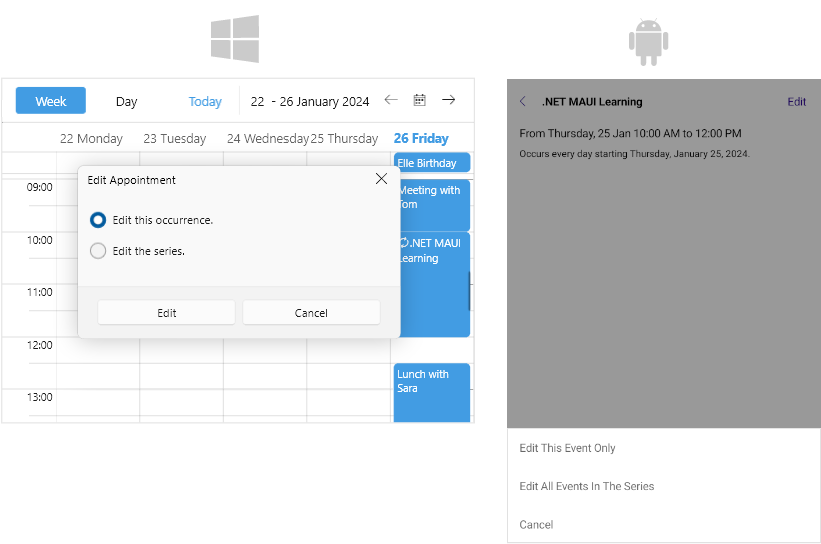 Week Day Today 22 - 26 January 2024
22 Monday 23 Tuesday 24 Wednesday 25 Thursday 26 Friday
Elle Birthday
Edit Appointment
Edit this occurrence.
Edit the series.
Edit Cancel
09:00
10:00
11:00
12:00
13:00
Meeting with
Tom
.NET MAUI
Learning
Lunch with
Sara
.NET MAUI Learning Edit
From Thursday, 25 Jan 10:00 AM to 12:00 PM
Occurs every day starting Thursday, January 25, 2024.
Edit This Event Only
Edit All Events In The Series
Cancel